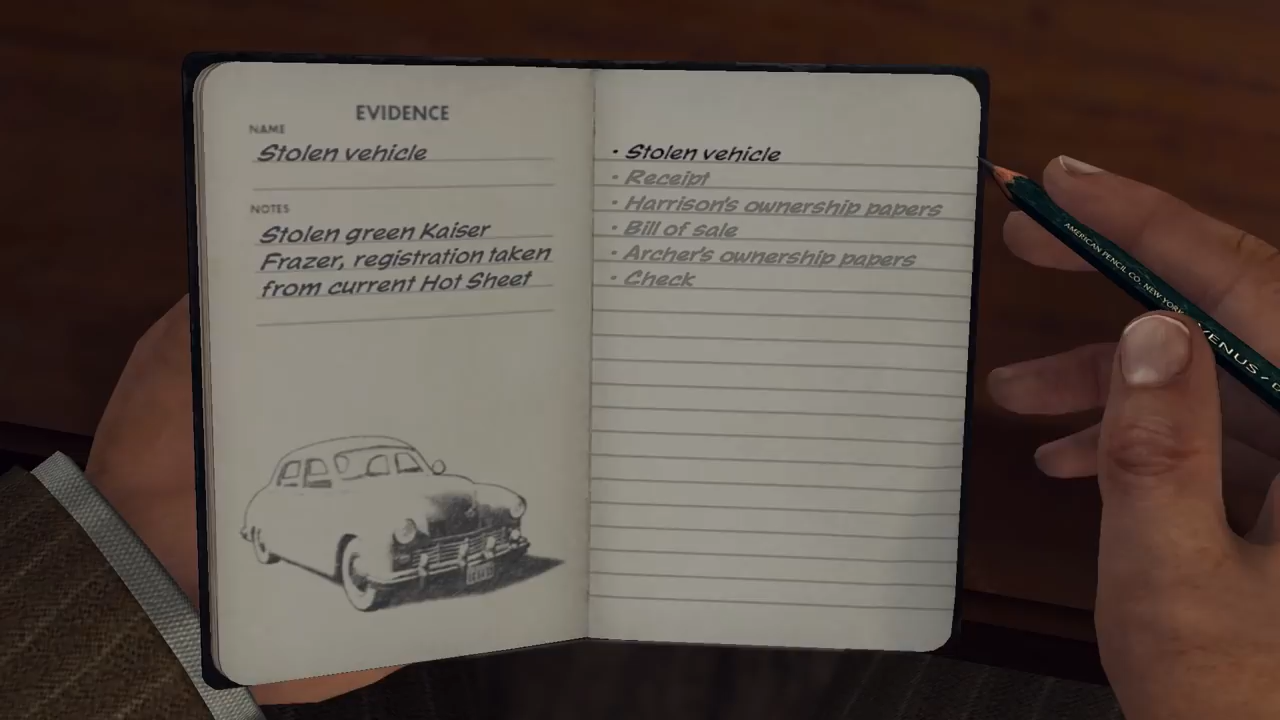 EVIDENCE
NAME
Stolen vehicle
NOTES
Stolen green Kaiser
Frazer, registration taken
from current Hot Sheet
• Stolen vehicle
• Receipt
• Harrison's ownership papers
• Bill of sale
• Archer's ownership papers
• Check
AMERICAN PENCIL CO. NEW YORK
VENUS